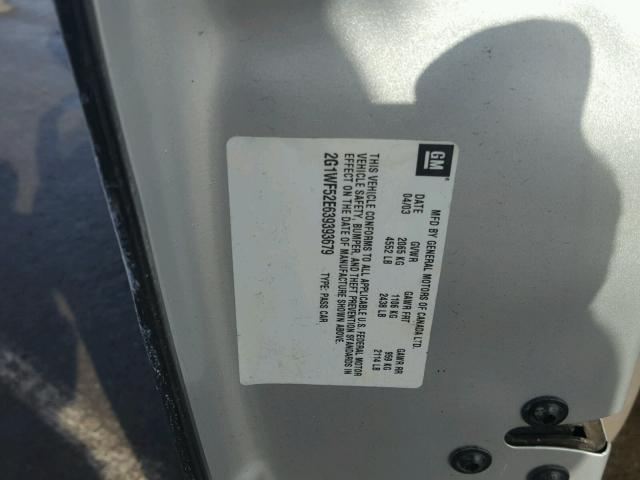 GM
MFD BY GENERAL MOTORS OF CANADA LTD.
DATE GVWR GAWR FRT GAWR RR
04/03 2065 KG 1106 KG 959 KG
4552 LB 2438 LB 2114 LB
THIS VEHICLE CONFORMS TO ALL APPLICABLE U.S. FEDERAL MOTOR
VEHICLE SAFETY, BUMPER, AND THEFT PREVENTION STANDARDS IN
EFFECT ON THE DATE OF MANUFACTURE SHOWN ABOVE.
2G1WF52E639393679 TYPE: PASS CAR